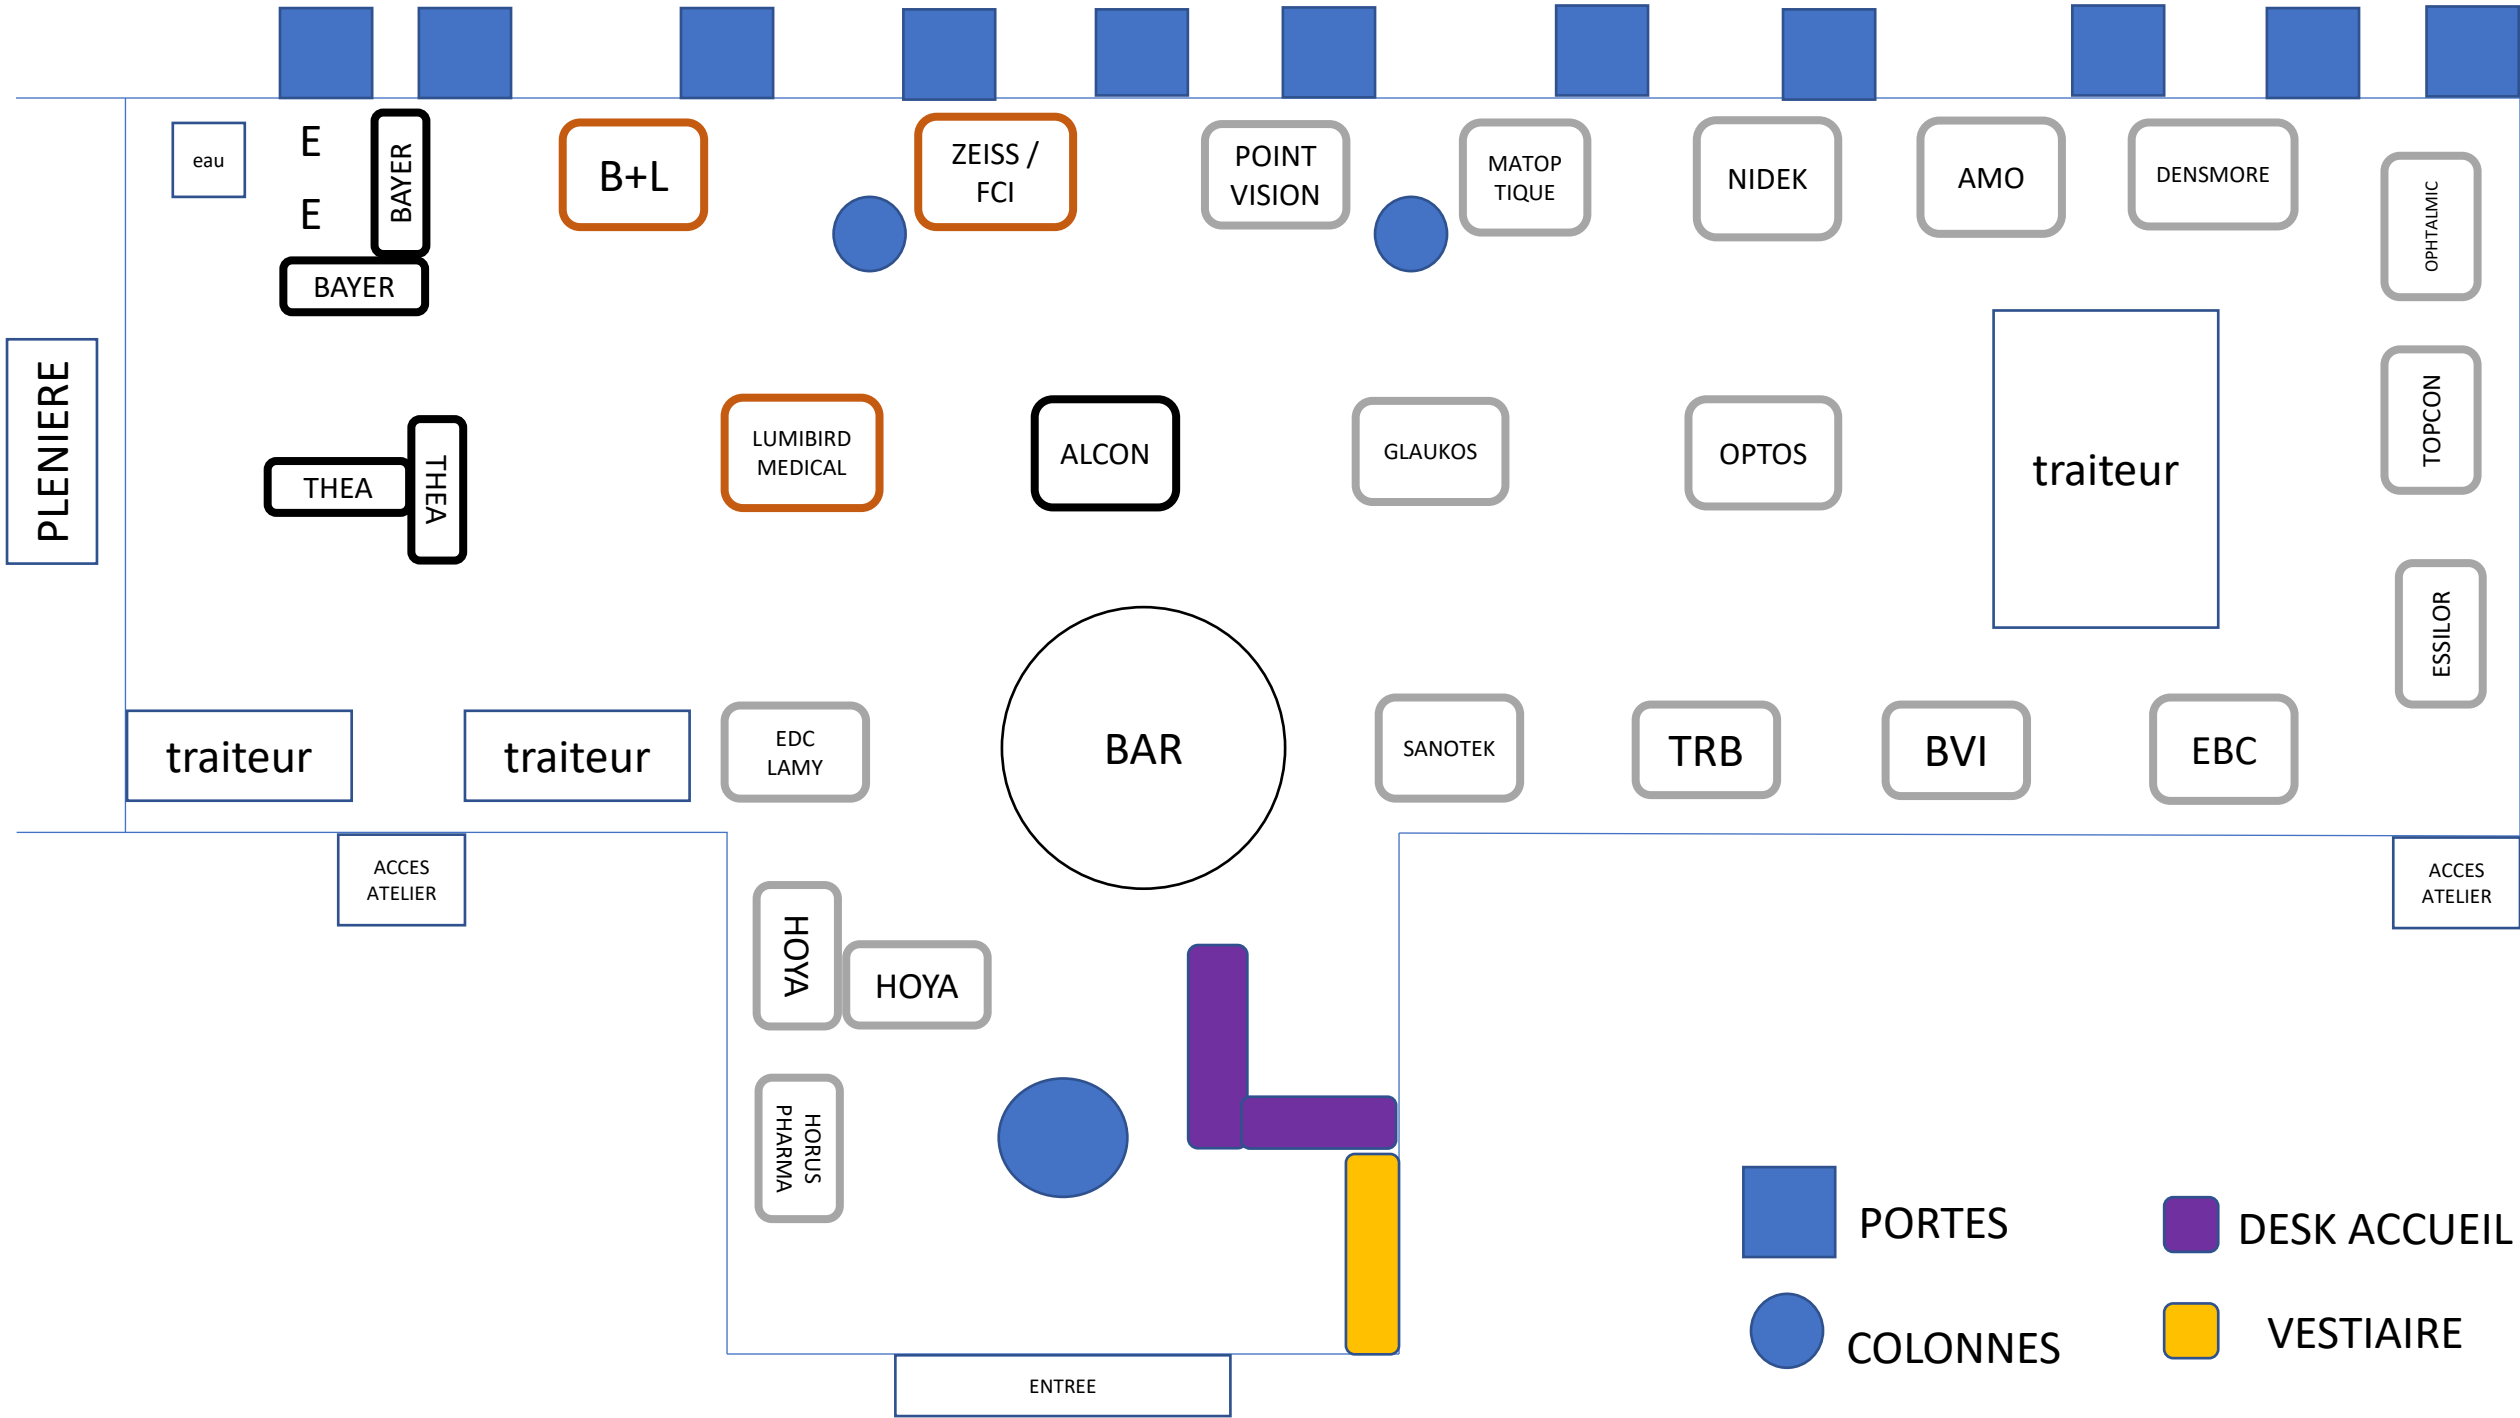 eau
E
E
BAYER
BAYER
B+L
ZEISS /
FCI
POINT
VISION
MATOP
TIQUE
NIDEK
AMO
DENSMORE
OPHTALMIC
PLENIERE
THEA
THEA
LUMIBIRD
MEDICAL
ALCON
GLAUKOS
OPTOS
traiteur
TOPCON
ESSILOR
traiteur
traiteur
EDC
LAMY
BAR
SANOTEK
TRB
BVI
EBC
ACCES
ATELIER
ACCES
ATELIER
HOYA
HOYA
HORUS
PHARMA
PORTES
DESK ACCUEIL
COLONNES
VESTIAIRE
ENTREE